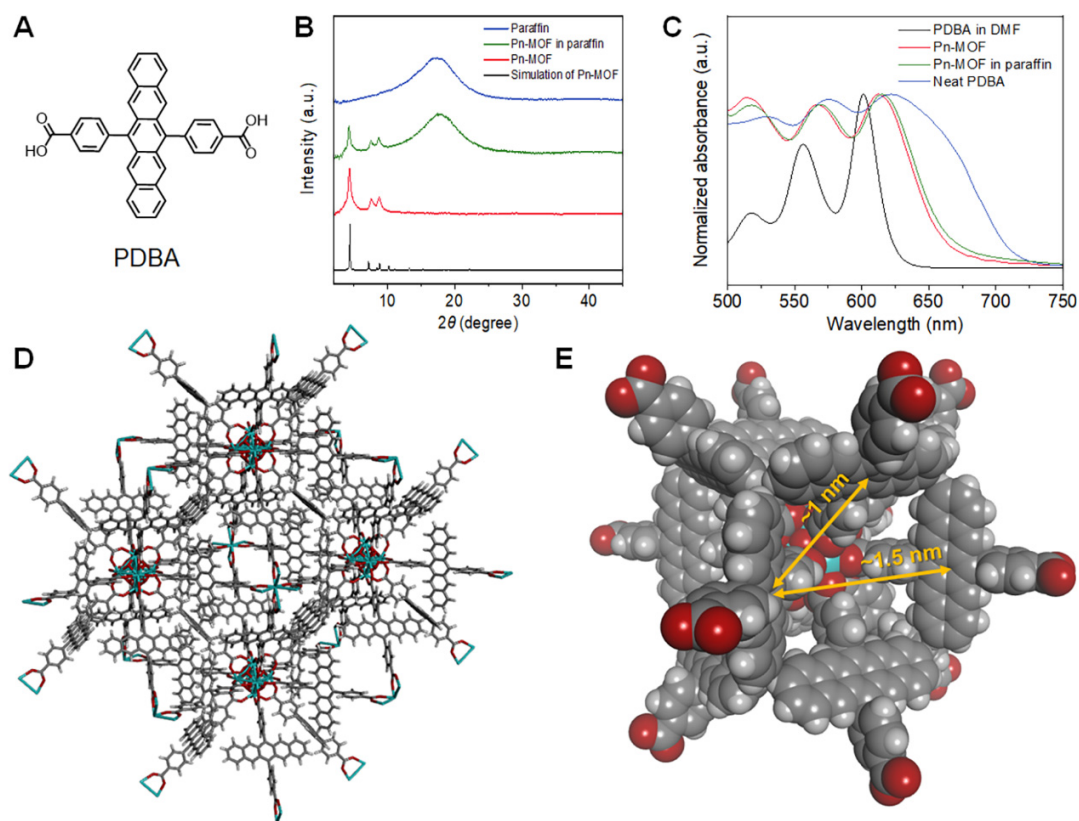 A
O
HO
OH
O
PDBA
B
Paraffin
Pn-MOF in paraffin
Pn-MOF
Simulation of Pn-MOF
Intensity (a.u.)
10 20 30 40
2θ (degree)
C
PDBA in DMF
Pn-MOF
Pn-MOF in paraffin
Neat PDBA
Normalized absorbance (a.u.)
500 550 600 650 700 750
Wavelength (nm)
D
E
~1 nm
~1.5 nm